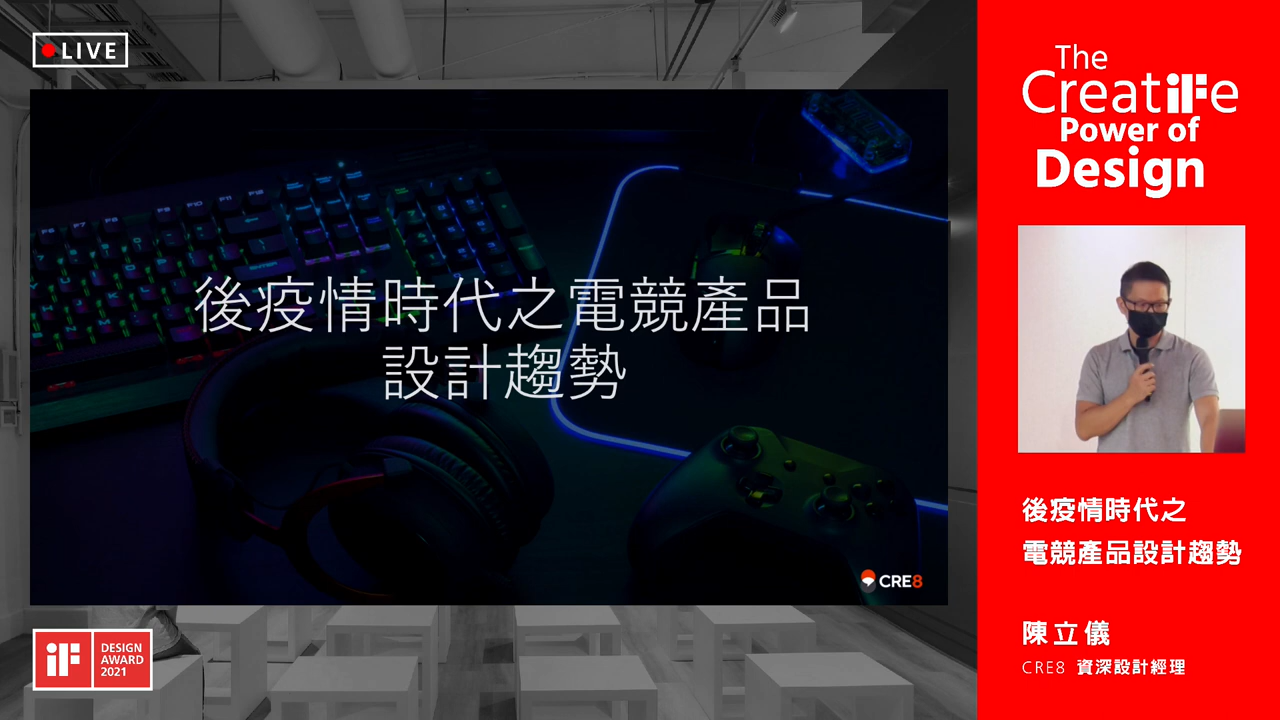 LIVE
後疫情時代之電競產品
設計趨勢
CRE8
iF
DESIGN
AWARD
2021
The
Creatife
Power of
Design
後疫情時代之
電競產品設計趨勢
陳立儀
CRE8 資深設計經理